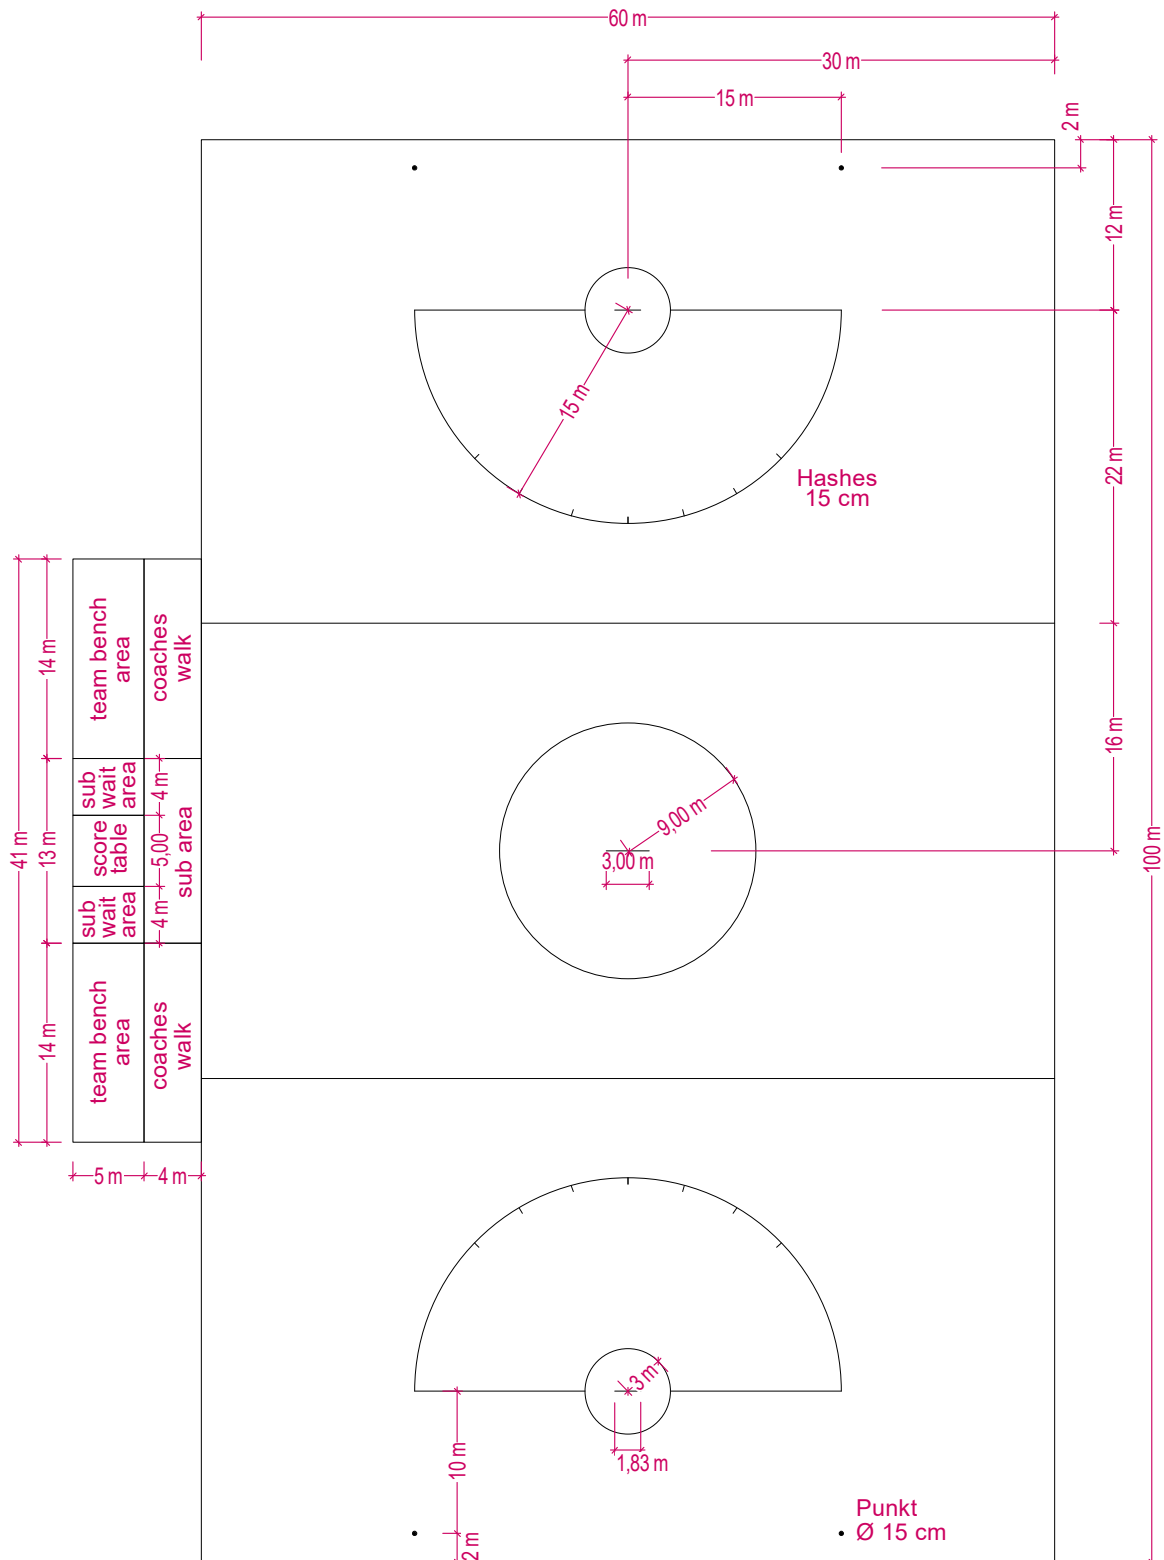 60 m
30 m
15 m
2 m
12 m
15 m
22 m
Hashes
15 cm
team bench
area
coaches
walk
14 m
16 m
sub
wait
area
4 m
9,00 m
41 m
13 m
score
table
5,00
sub area
3,00 m
100 m
sub
wait
area
4 m
14 m
team bench
area
coaches
walk
5 m
4 m
3 m
10 m
1,83 m
Punkt
Ø 15 cm
2 m